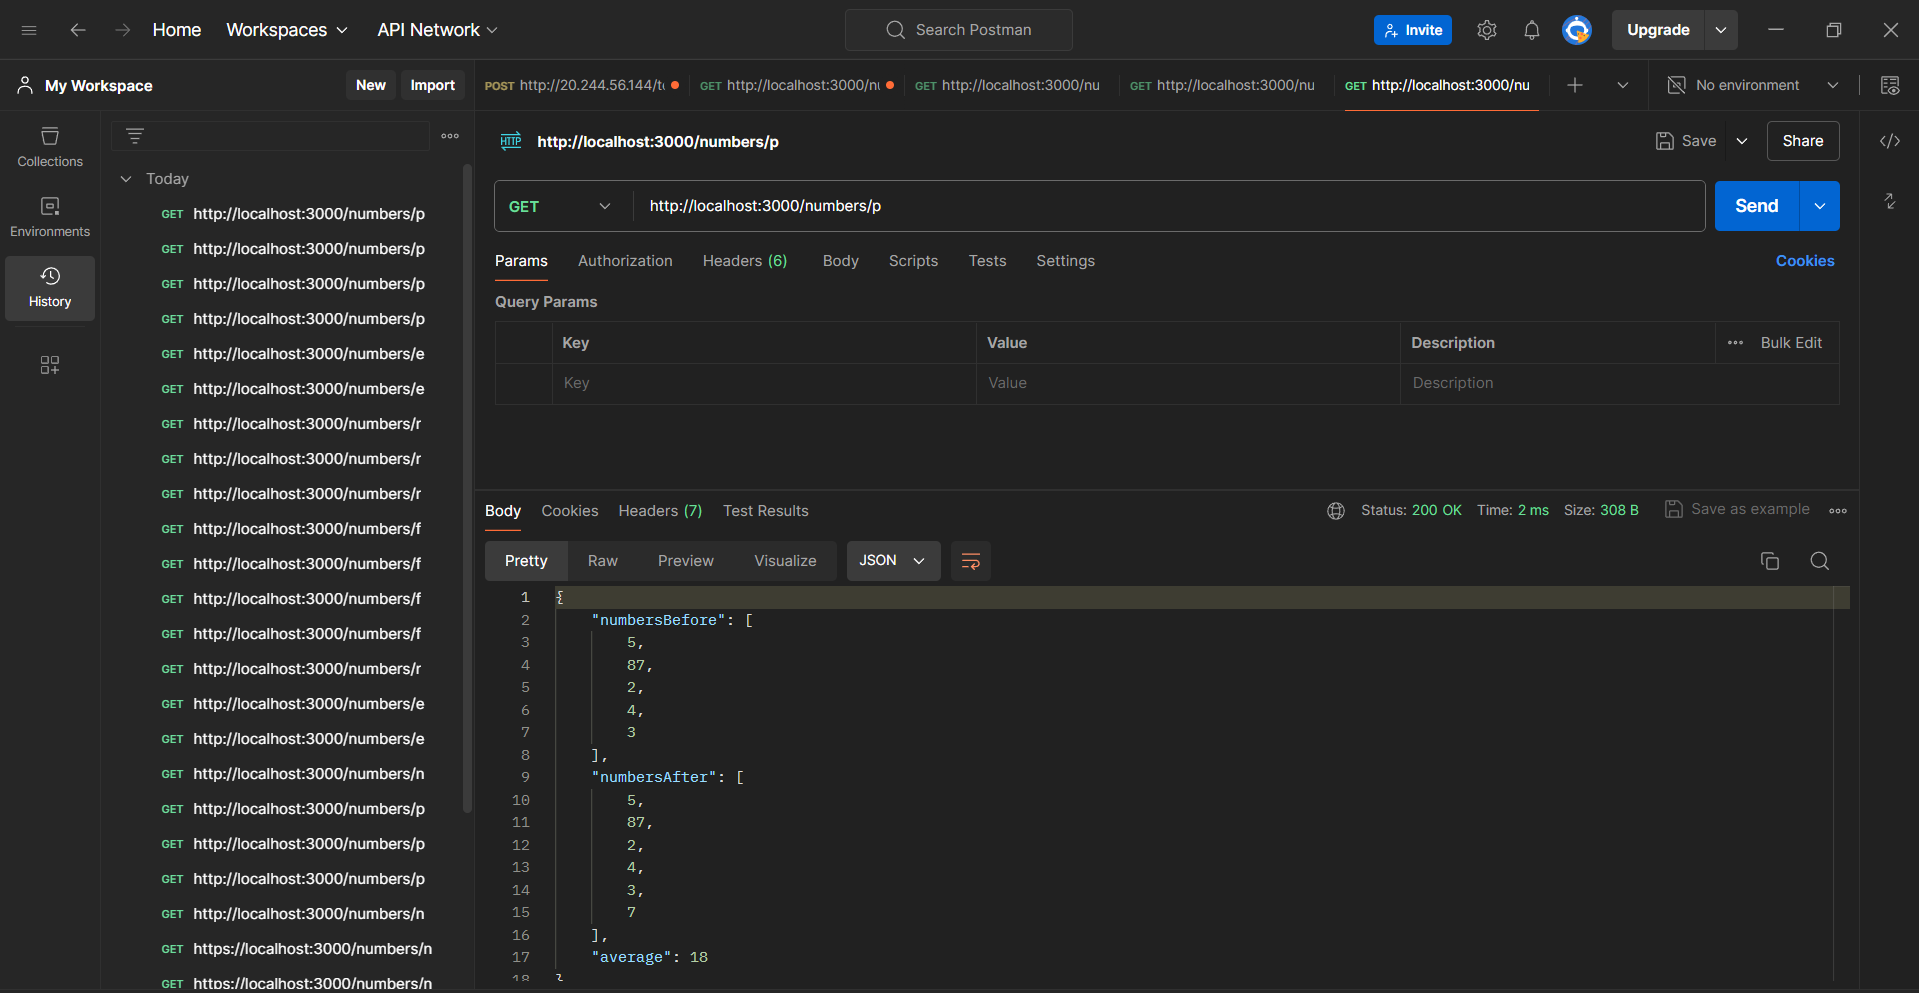 Home Workspaces API Network Search Postman Invite Upgrade
My Workspace New Import POST http://20.244.56.144/t GET http://localhost:3000/nu GET http://localhost:3000/nu GET http://localhost:3000/nu GET http://localhost:3000/nu No environment
Collections
Environments
History
Today
GET http://localhost:3000/numbers/p
GET http://localhost:3000/numbers/p
GET http://localhost:3000/numbers/p
GET http://localhost:3000/numbers/p
GET http://localhost:3000/numbers/e
GET http://localhost:3000/numbers/e
GET http://localhost:3000/numbers/r
GET http://localhost:3000/numbers/r
GET http://localhost:3000/numbers/r
GET http://localhost:3000/numbers/f
GET http://localhost:3000/numbers/f
GET http://localhost:3000/numbers/f
GET http://localhost:3000/numbers/f
GET http://localhost:3000/numbers/r
GET http://localhost:3000/numbers/e
GET http://localhost:3000/numbers/e
GET http://localhost:3000/numbers/n
GET http://localhost:3000/numbers/p
GET http://localhost:3000/numbers/p
GET http://localhost:3000/numbers/p
GET http://localhost:3000/numbers/n
GET https://localhost:3000/numbers/n
GET https://localhost:3000/numbers/n
HTTP http://localhost:3000/numbers/p Save Share
GET http://localhost:3000/numbers/p Send
Params Authorization Headers (6) Body Scripts Tests Settings Cookies
Query Params
Key Value Description Bulk Edit
Key Value Description
Body Cookies Headers (7) Test Results Status: 200 OK Time: 2 ms Size: 308 B Save as example
Pretty Raw Preview Visualize JSON
1 {
2 "numbersBefore": [
3 5,
4 87,
5 2,
6 4,
7 3
8 ],
9 "numbersAfter": [
10 5,
11 87,
12 2,
13 4,
14 3,
15 7
16 ],
17 "average": 18
18 }